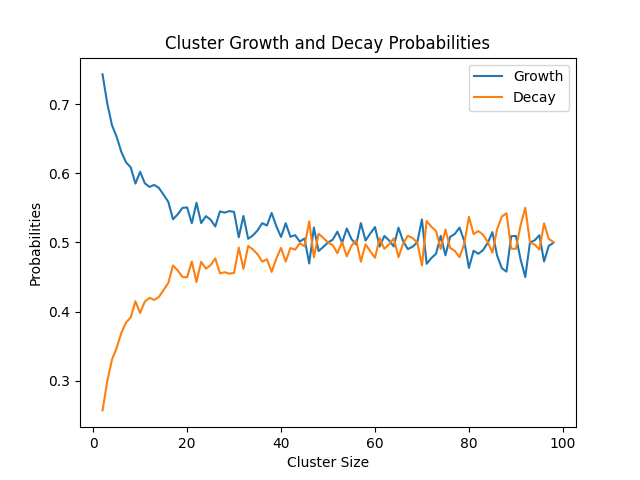 Cluster Growth and Decay Probabilities
Growth
Decay
0.7
0.6
0.5
0.4
0.3
Probabilities
0
20
40
60
80
100
Cluster Size